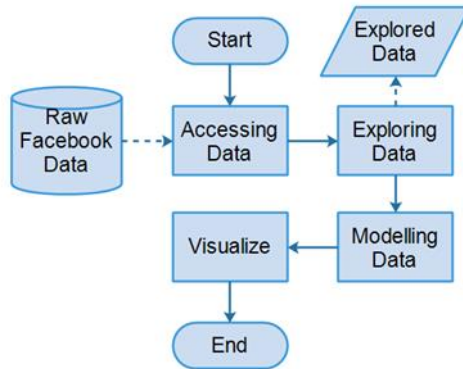 Start
Explored
Data
Raw
Facebook
Data
Accessing
Data
Exploring
Data
Visualize
Modelling
Data
End